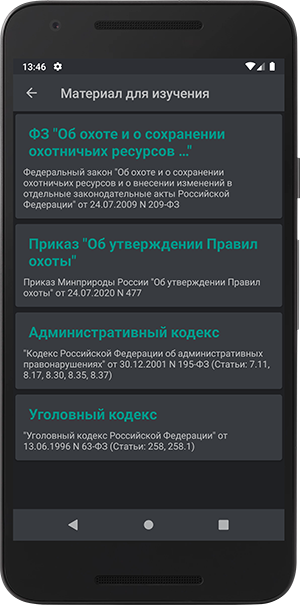 13:46
Материал для изучения
ФЗ "Об охоте и о сохранении
охотничьих ресурсов ..."
Федеральный закон "Об охоте и о сохранении
охотничьих ресурсов и о внесении изменений в
отдельные законодательные акты Российской
Федерации" от 24.07.2009 N 209-ФЗ
Приказ "Об утверждении Правил
охоты"
Приказ Минприроды России "Об утверждении Правил
охоты" от 24.07.2020 N 477
Административный кодекс
"Кодекс Российской Федерации об административных
правонарушениях" от 30.12.2001 N 195-ФЗ (Статьи: 7.11,
8.17, 8.30, 8.35, 8.37)
Уголовный кодекс
"Уголовный кодекс Российской Федерации" от
13.06.1996 N 63-ФЗ (Статьи: 258, 258.1)